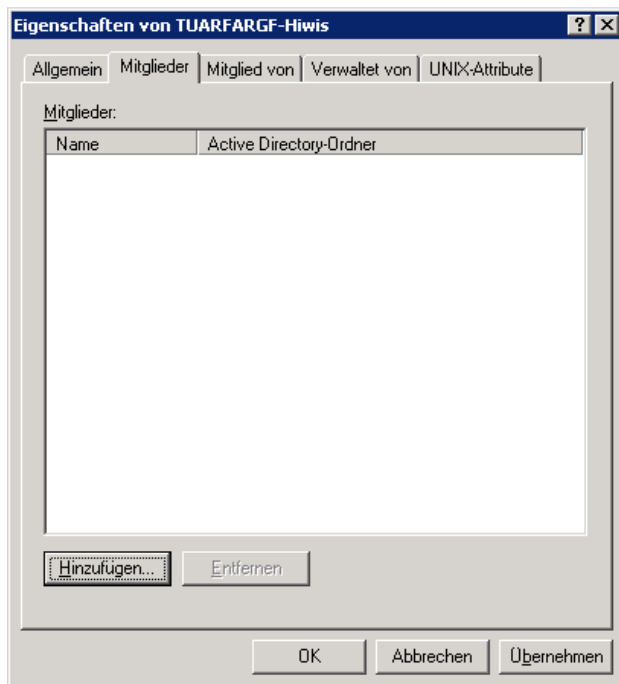 Eigenschaften von TUARFARGF-Hiwis
Allgemein Mitglieder Mitglied von Verwaltet von UNIX-Attribute
Mitglieder:
Name Active Directory-Ordner
Hinzufügen... Entfernen
OK Abbrechen Übernehmen